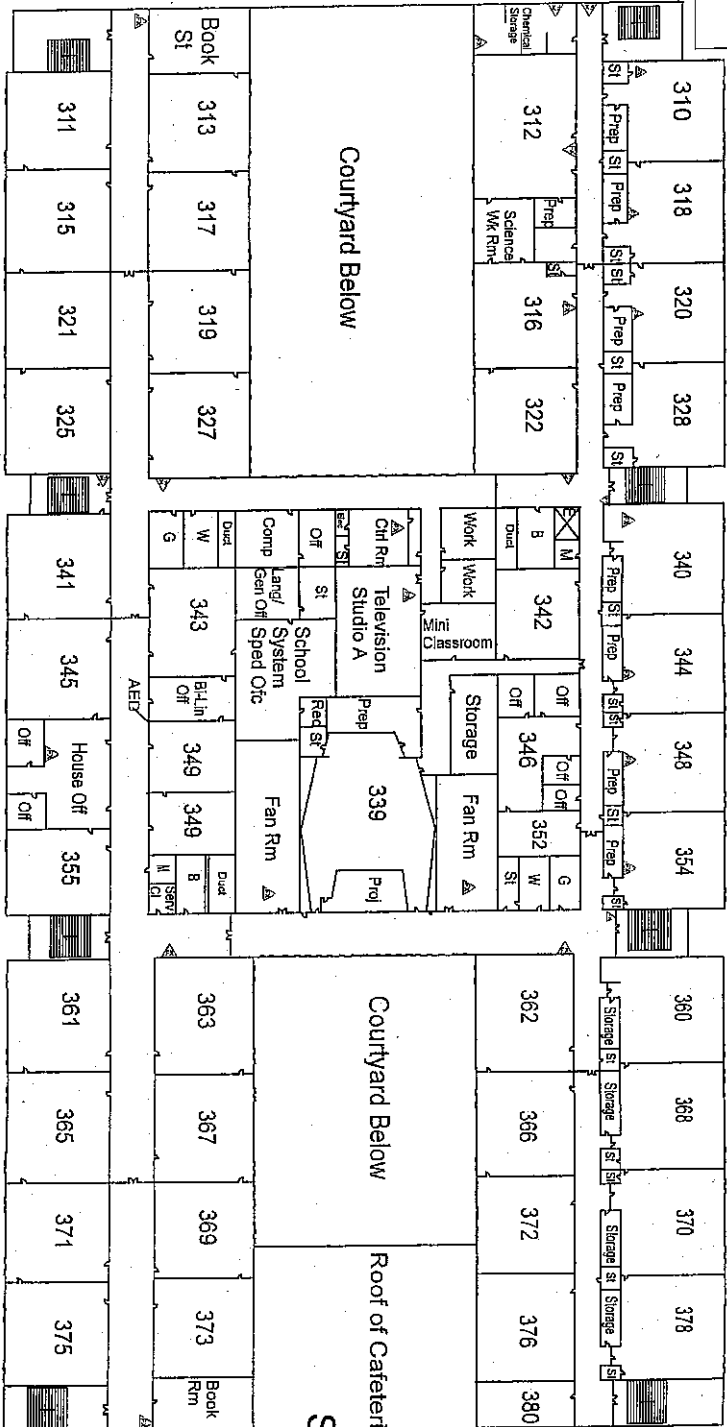 310
318
320
328
340
344
348
354
360
368
370
378
St
Prep
St
Prep
St
St
Prep
St
Prep
St
Prep
St
Prep
St
St
Prep
St
Prep
St
Storage
St
Storage
St
St
Storage
St
Storage
St
Chemical
Storage
312
Prep
Science
Wk Rm
St
316
322
E
M
B
Duct
342
Off
Off
346
Off
Off
352
G
W
St
362
366
372
376
380
Work
Work
Mini
Classroom
Storage
Fan Rm
Courtyard Below
Ctrl Rm
Elec
St
Television
Studio A
Prep
339
Proj
Courtyard Below
Roof of Cafeteri
S
Off
St
Rec
St
Comp
Lang/
Gen Off
School
System
Sped Ofc
Fan Rm
Book
St
313
317
319
327
Duct
W
G
343
Bi-Lin
Off
349
349
Duct
B
M
Serv
Cl
363
367
369
373
Book
Rm
AED
311
315
321
325
341
345
House Off
Off
Off
355
361
365
371
375